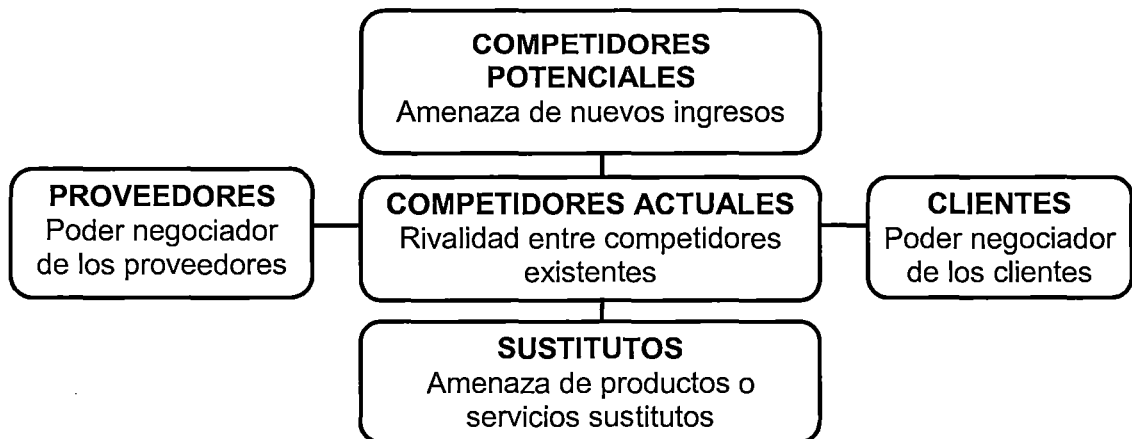 COMPETIDORES
POTENCIALES
Amenaza de nuevos ingresos
PROVEEDORES
Poder negociador
de los proveedores
COMPETIDORES ACTUALES
Rivalidad entre competidores
existentes
CLIENTES
Poder negociador
de los clientes
SUSTITUTOS
Amenaza de productos o
servicios sustitutos